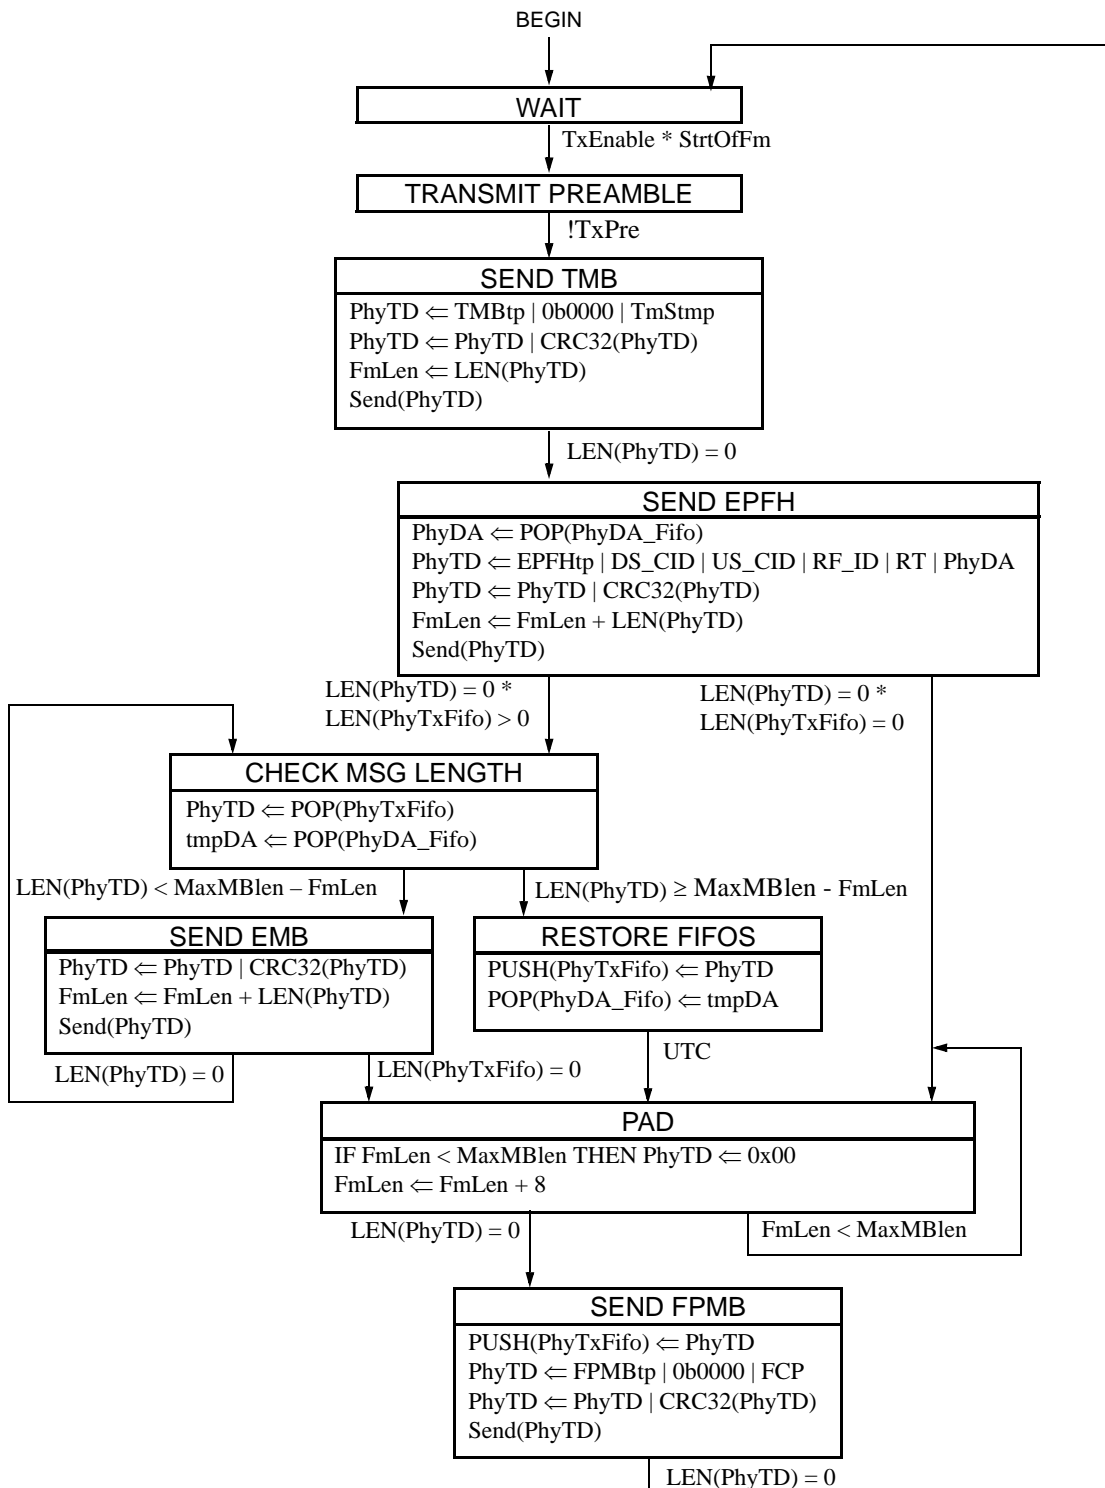 BEGIN
WAIT
TxEnable * StrtOfFm
TRANSMIT PREAMBLE
!TxPre
SEND TMB
PhyTD ⇐ TMBtp | 0b0000 | TmStmp
PhyTD ⇐ PhyTD | CRC32(PhyTD)
FmLen ⇐ LEN(PhyTD)
Send(PhyTD)
LEN(PhyTD) = 0
SEND EPFH
PhyDA ⇐ POP(PhyDA_Fifo)
PhyTD ⇐ EPFHtp | DS_CID | US_CID | RF_ID | RT | PhyDA
PhyTD ⇐ PhyTD | CRC32(PhyTD)
FmLen ⇐ FmLen + LEN(PhyTD)
Send(PhyTD)
LEN(PhyTD) = 0 *
LEN(PhyTxFifo) > 0
LEN(PhyTD) = 0 *
LEN(PhyTxFifo) = 0
CHECK MSG LENGTH
PhyTD ⇐ POP(PhyTxFifo)
tmpDA ⇐ POP(PhyDA_Fifo)
LEN(PhyTD) < MaxMBlen – FmLen
LEN(PhyTD) ≥ MaxMBlen - FmLen
SEND EMB
PhyTD ⇐ PhyTD | CRC32(PhyTD)
FmLen ⇐ FmLen + LEN(PhyTD)
Send(PhyTD)
RESTORE FIFOS
PUSH(PhyTxFifo) ⇐ PhyTD
POP(PhyDA_Fifo) ⇐ tmpDA
LEN(PhyTD) = 0
LEN(PhyTxFifo) = 0
UTC
PAD
IF FmLen < MaxMBlen THEN PhyTD ⇐ 0x00
FmLen ⇐ FmLen + 8
LEN(PhyTD) = 0
FmLen < MaxMBlen
SEND FPMB
PUSH(PhyTxFifo) ⇐ PhyTD
PhyTD ⇐ FPMBtp | 0b0000 | FCP
PhyTD ⇐ PhyTD | CRC32(PhyTD)
Send(PhyTD)
LEN(PhyTD) = 0